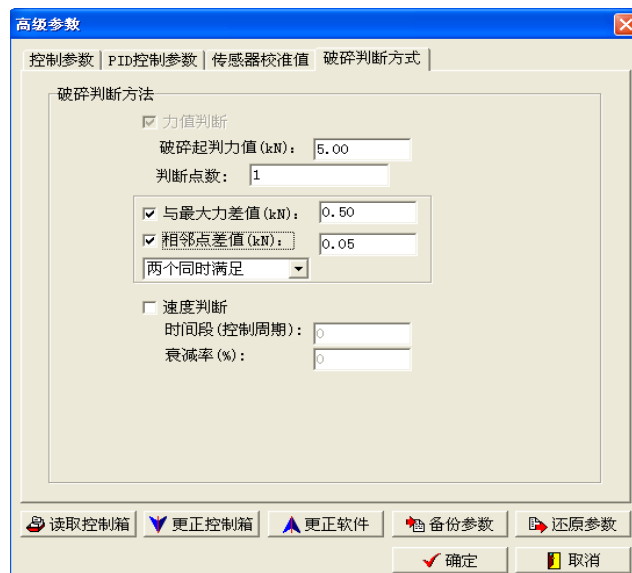 高级参数
控制参数 PID控制参数 传感器校准值 破碎判断方式
破碎判断方法
力值判断
破碎起判力值(kN): 5.00
判断点数: 1
与最大力差值(kN): 0.50
相邻点差值(kN): 0.05
两个同时满足
速度判断
时间段(控制周期): 0
衰减率(%): 0
读取控制箱 更正控制箱 更正软件 备份参数 还原参数
确定 取消